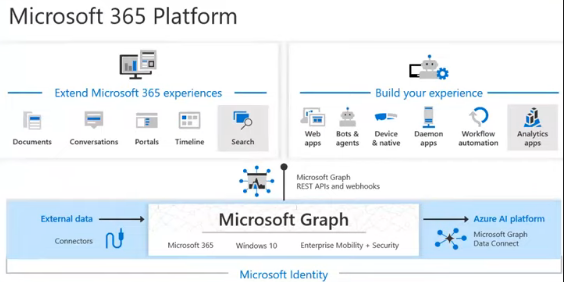 Microsoft 365 Platform
Extend Microsoft 365 experiences
Documents
Conversations
Portals
Timeline
Search
Build your experience
Web
apps
Bots &
agents
Device
& native
Daemon
apps
Workflow
automation
Analytics
apps
Microsoft Graph
REST APIs and webhooks
External data
Connectors
Microsoft Graph
Microsoft 365
Windows 10
Enterprise Mobility + Security
Azure AI platform
Microsoft Graph
Data Connect
Microsoft Identity